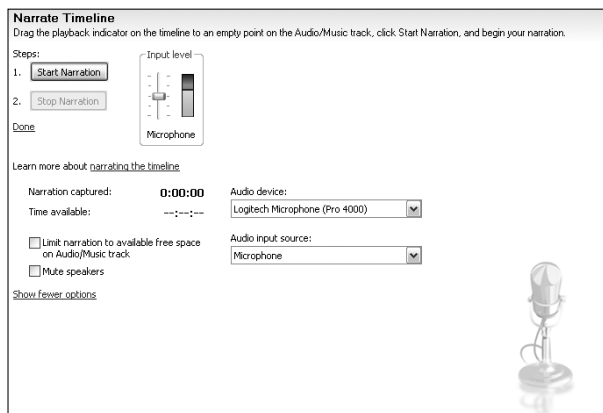 Narrate Timeline
Drag the playback indicator on the timeline to an empty point on the Audio/Music track, click Start Narration, and begin your narration.
Steps:
1. Start Narration
2. Stop Narration
Done
Input level
Microphone
Learn more about narrating the timeline
Narration captured: 0:00:00
Time available: --:--:--
Limit narration to available free space
on Audio/Music track
Mute speakers
Audio device:
Logitech Microphone (Pro 4000)
Audio input source:
Microphone
Show fewer options